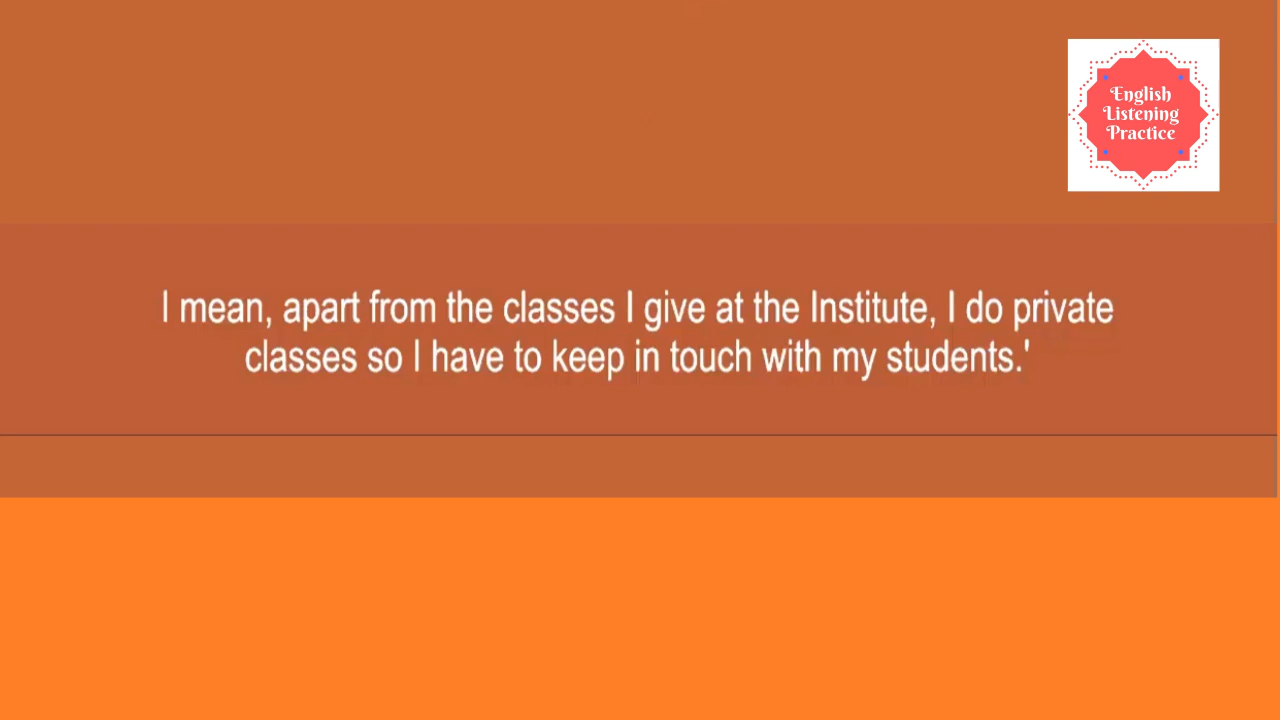 English
Listening
Practice
I mean, apart from the classes I give at the Institute, I do private
classes so I have to keep in touch with my students.'